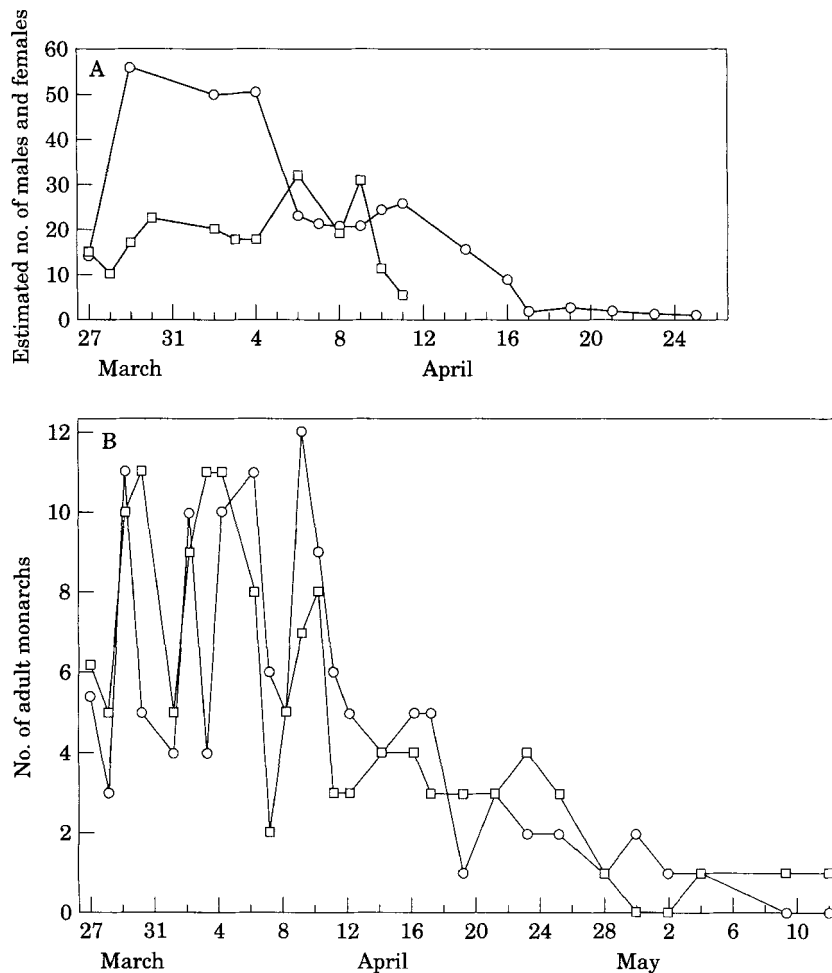 A
Estimated no. of males and females
60
50
40
30
20
10
0
27 31 4 8 12 16 20 24
March April
B
No. of adult monarchs
12
10
8
6
4
2
0
27 31 4 8 12 16 20 24 28 2 6 10
March April May